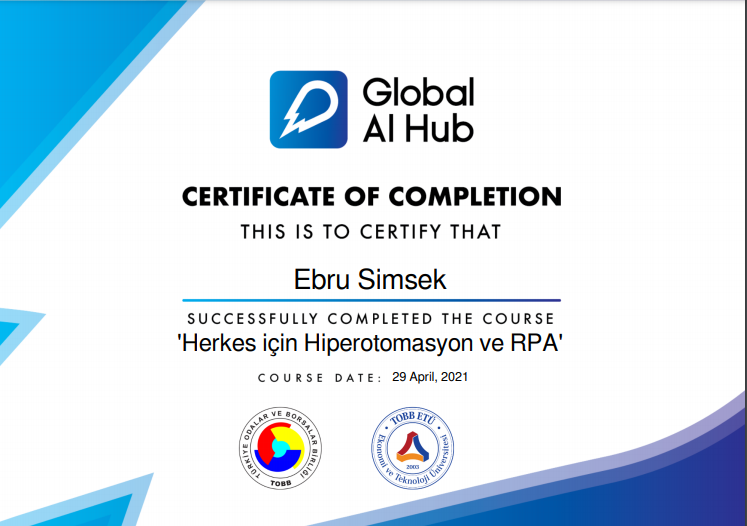 Global
AI Hub
CERTIFICATE OF COMPLETION
THIS IS TO CERTIFY THAT
Ebru Simsek
SUCCESSFULLY COMPLETED THE COURSE
'Herkes için Hiperotomasyon ve RPA'
COURSE DATE: 29 April, 2021
TÜRKİYE ODALAR VE BORSALAR BİRLİĞİ
TOBB
TOBB ETÜ
Ekonomi ve Teknoloji Üniversitesi
2003